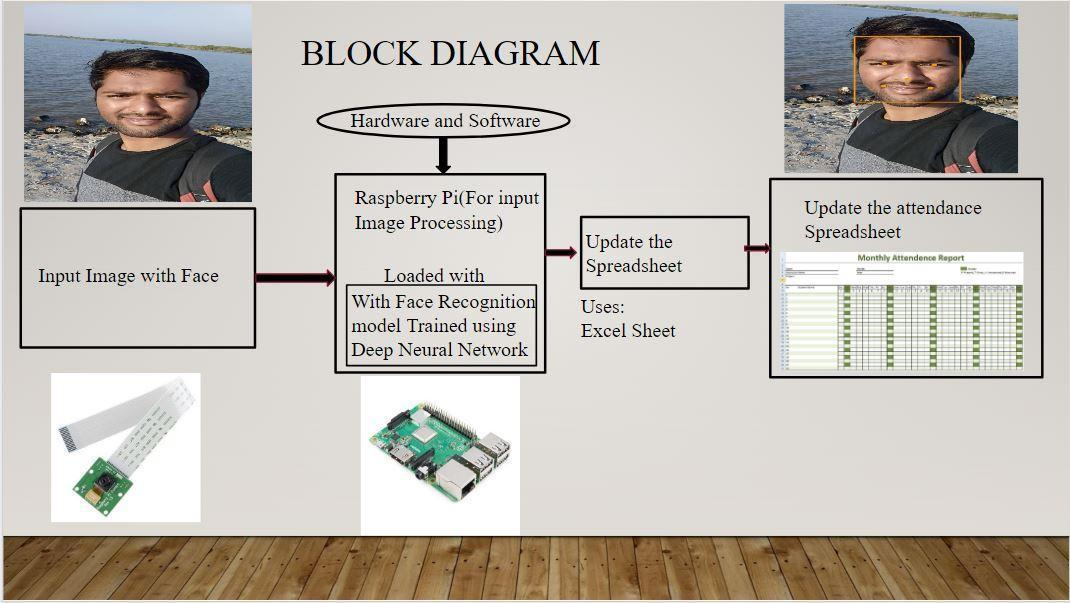 BLOCK DIAGRAM
Hardware and Software
Input Image with Face
Raspberry Pi(For input
Image Processing)
Loaded with
With Face Recognition
model Trained using
Deep Neural Network
Update the
Spreadsheet
Uses:
Excel Sheet
Update the attendance
Spreadsheet
Monthly Attendence Report